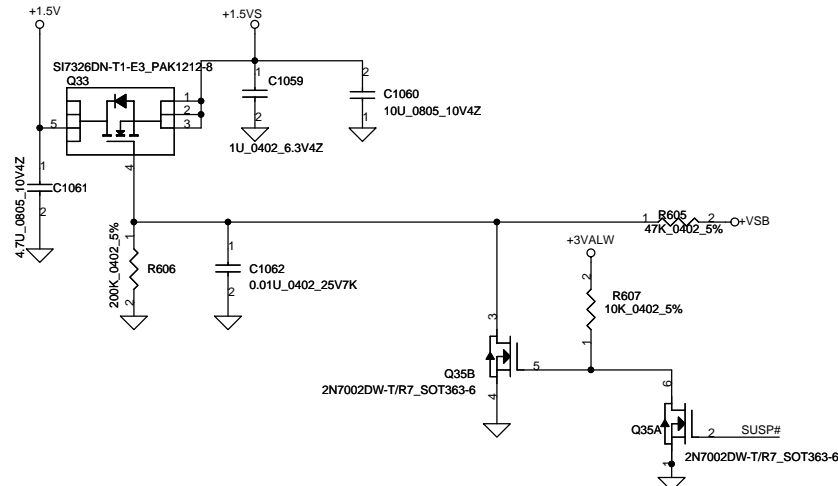 +1.5V
+1.5VS
SI7326DN-T1-E3_PAK1212-8
Q33
1
2
3
5
4
1
C1059
2
1U_0402_6.3V4Z
2
C1060
10U_0805_10V4Z
1
1
C1061
2
4.7U_0805_10V4Z
1
R605
2
+VSB
47K_0402_5%
1
200K_0402_5%
R606
2
1
C1062
0.01U_0402_25V7K
2
+3VALW
2
R607
10K_0402_5%
1
3
Q35B
5
4
2N7002DW-T/R7_SOT363-6
6
Q35A
2
SUSP#
1
2N7002DW-T/R7_SOT363-6